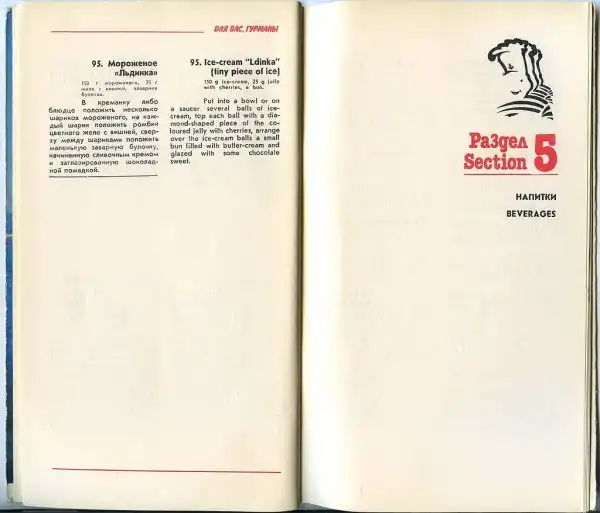 ДЛЯ ВАС, ГУРМАНЫ
95. Мороженое
«Льдинка»
150 г мороженого, 25 г
желе с вишней, заварная
булочка.
В креманку либо
блюдце положить несколько
шариков мороженого, на каж-
дый шарик положить ромбик
цветного желе с вишней, свер-
ху между шариками положить
маленькую заварную булочку,
начиненную сливочным кремом
и заглазированную шоколад-
ной помадкой.
95. Ice-cream "Ldinka"
(tiny piece of ice)
150 g ice-cream, 25 g jelly
with cherries, a bun.
Put into a bowl or on
a saucer several balls of ice-
cream, top each ball with a dia-
mond-shaped piece of the co-
loured jelly with cherries, arrange
over the ice-cream balls a small
bun filled with butter-cream and
glazed with some chocolate
sweet.
Раздел
Section 5
НАПИТКИ
BEVERAGES